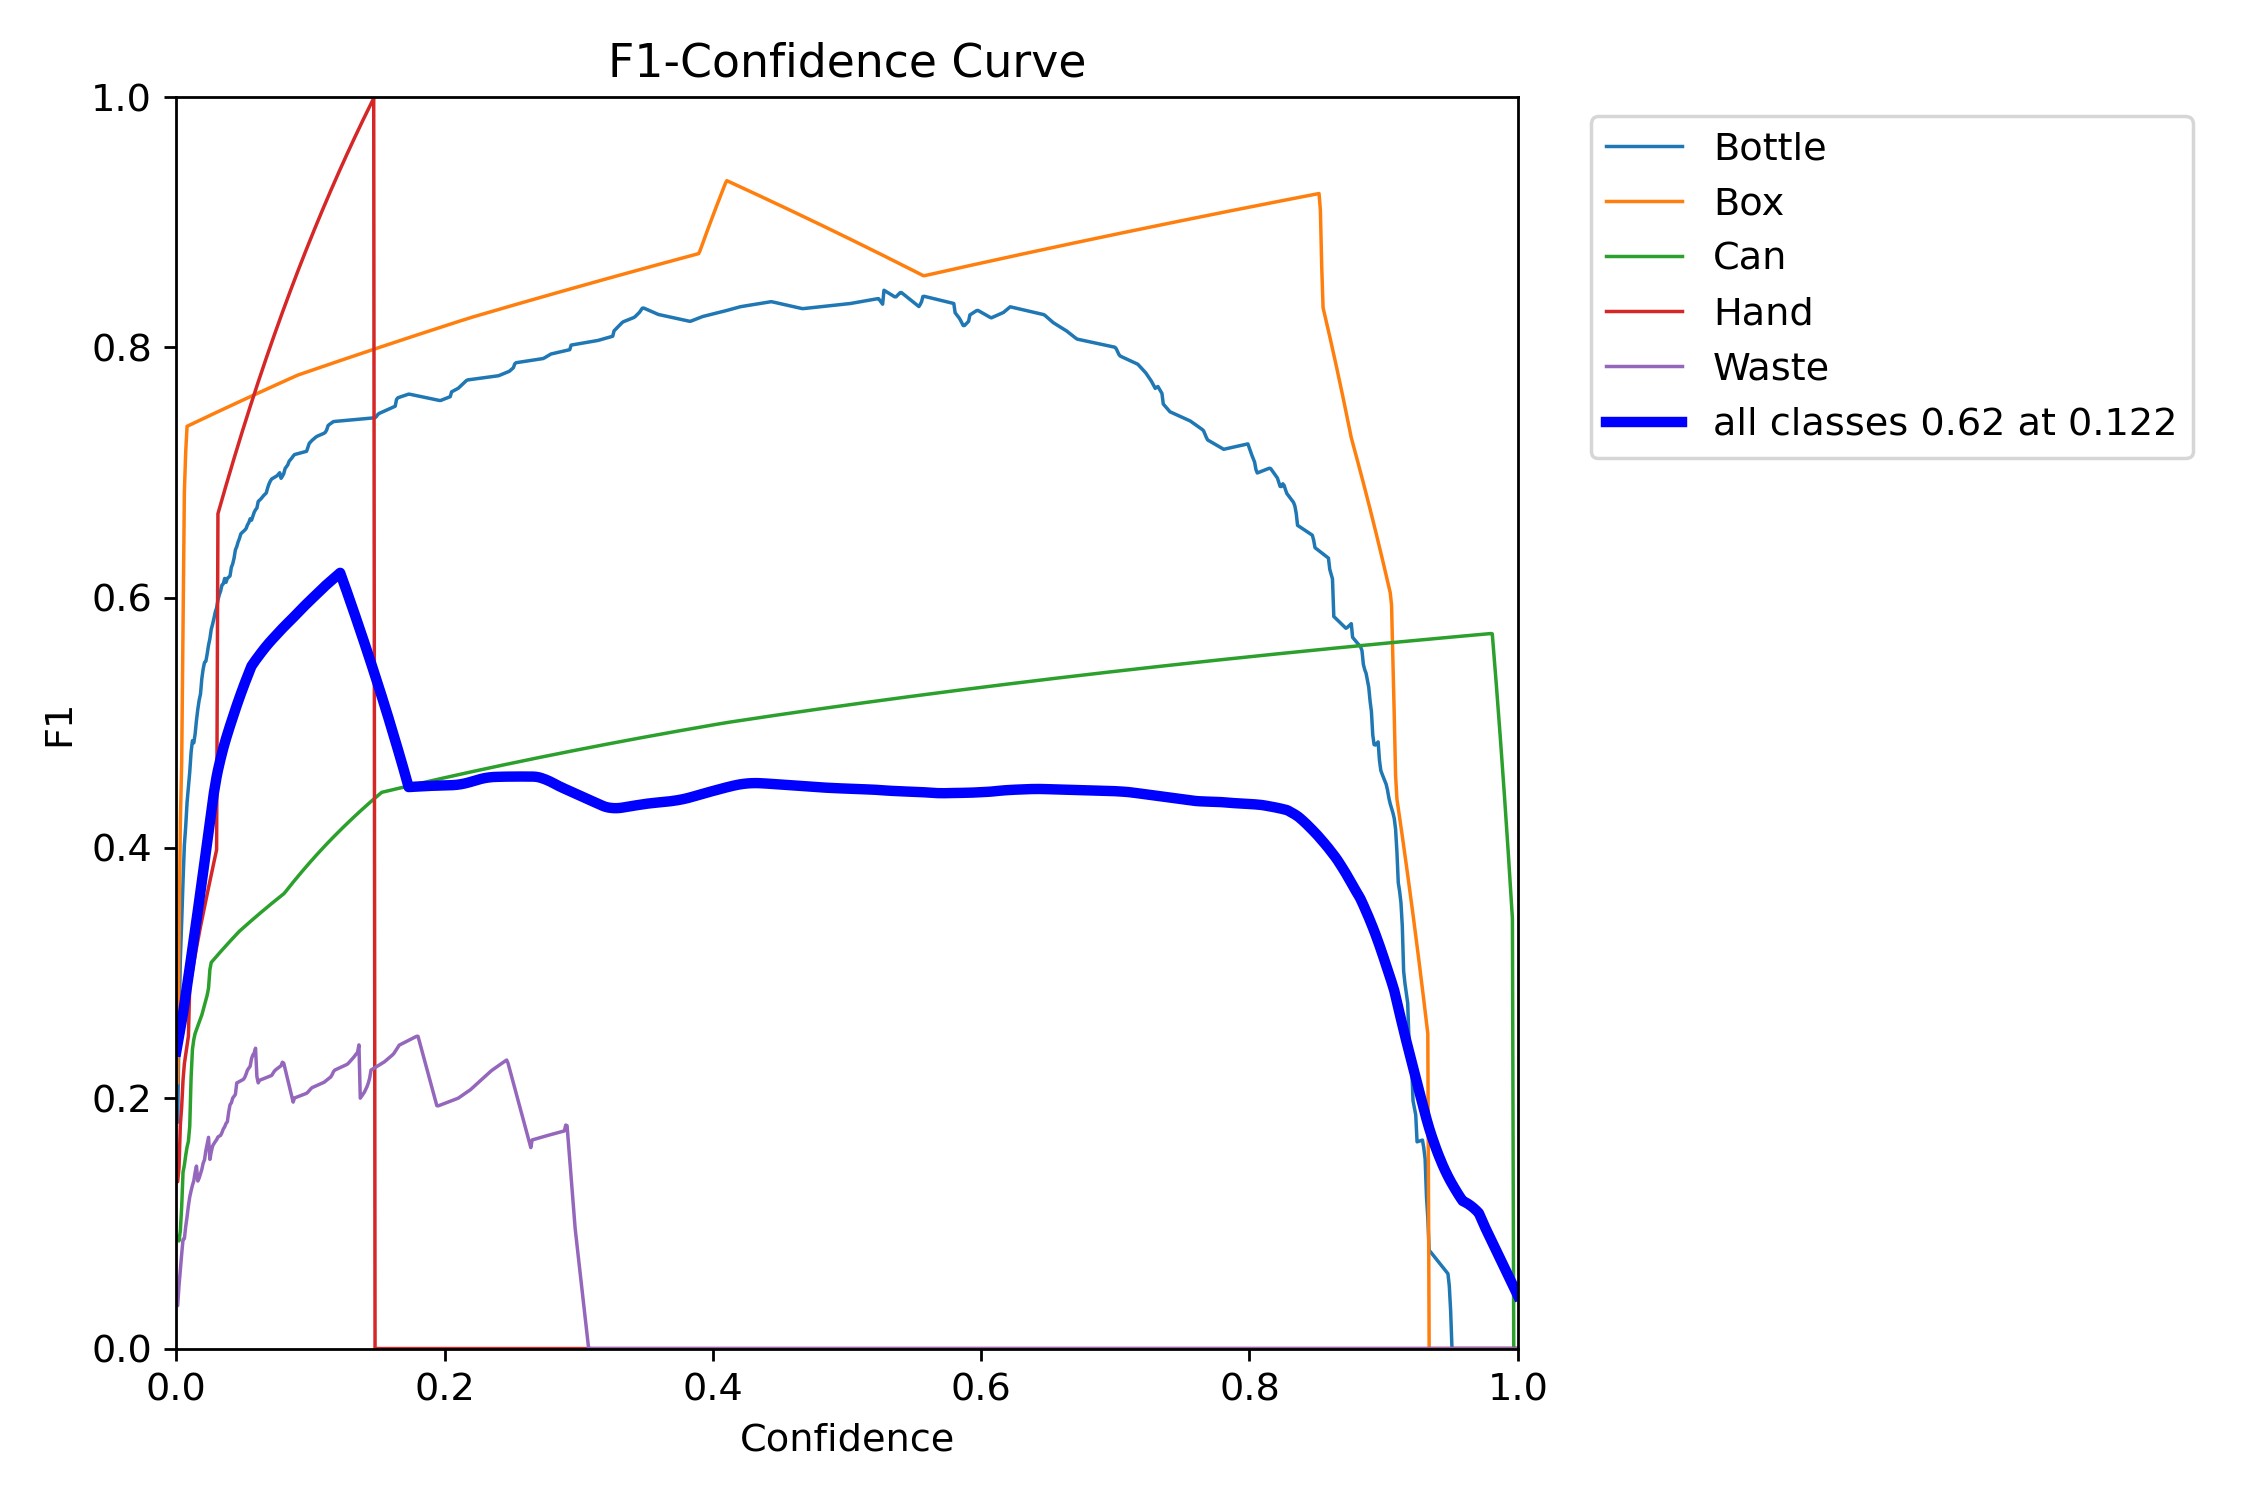 F1-Confidence Curve
1.0
0.8
0.6
0.4
0.2
0.0
F1
0.0 0.2 0.4 0.6 0.8 1.0
Confidence
Bottle
Box
Can
Hand
Waste
all classes 0.62 at 0.122